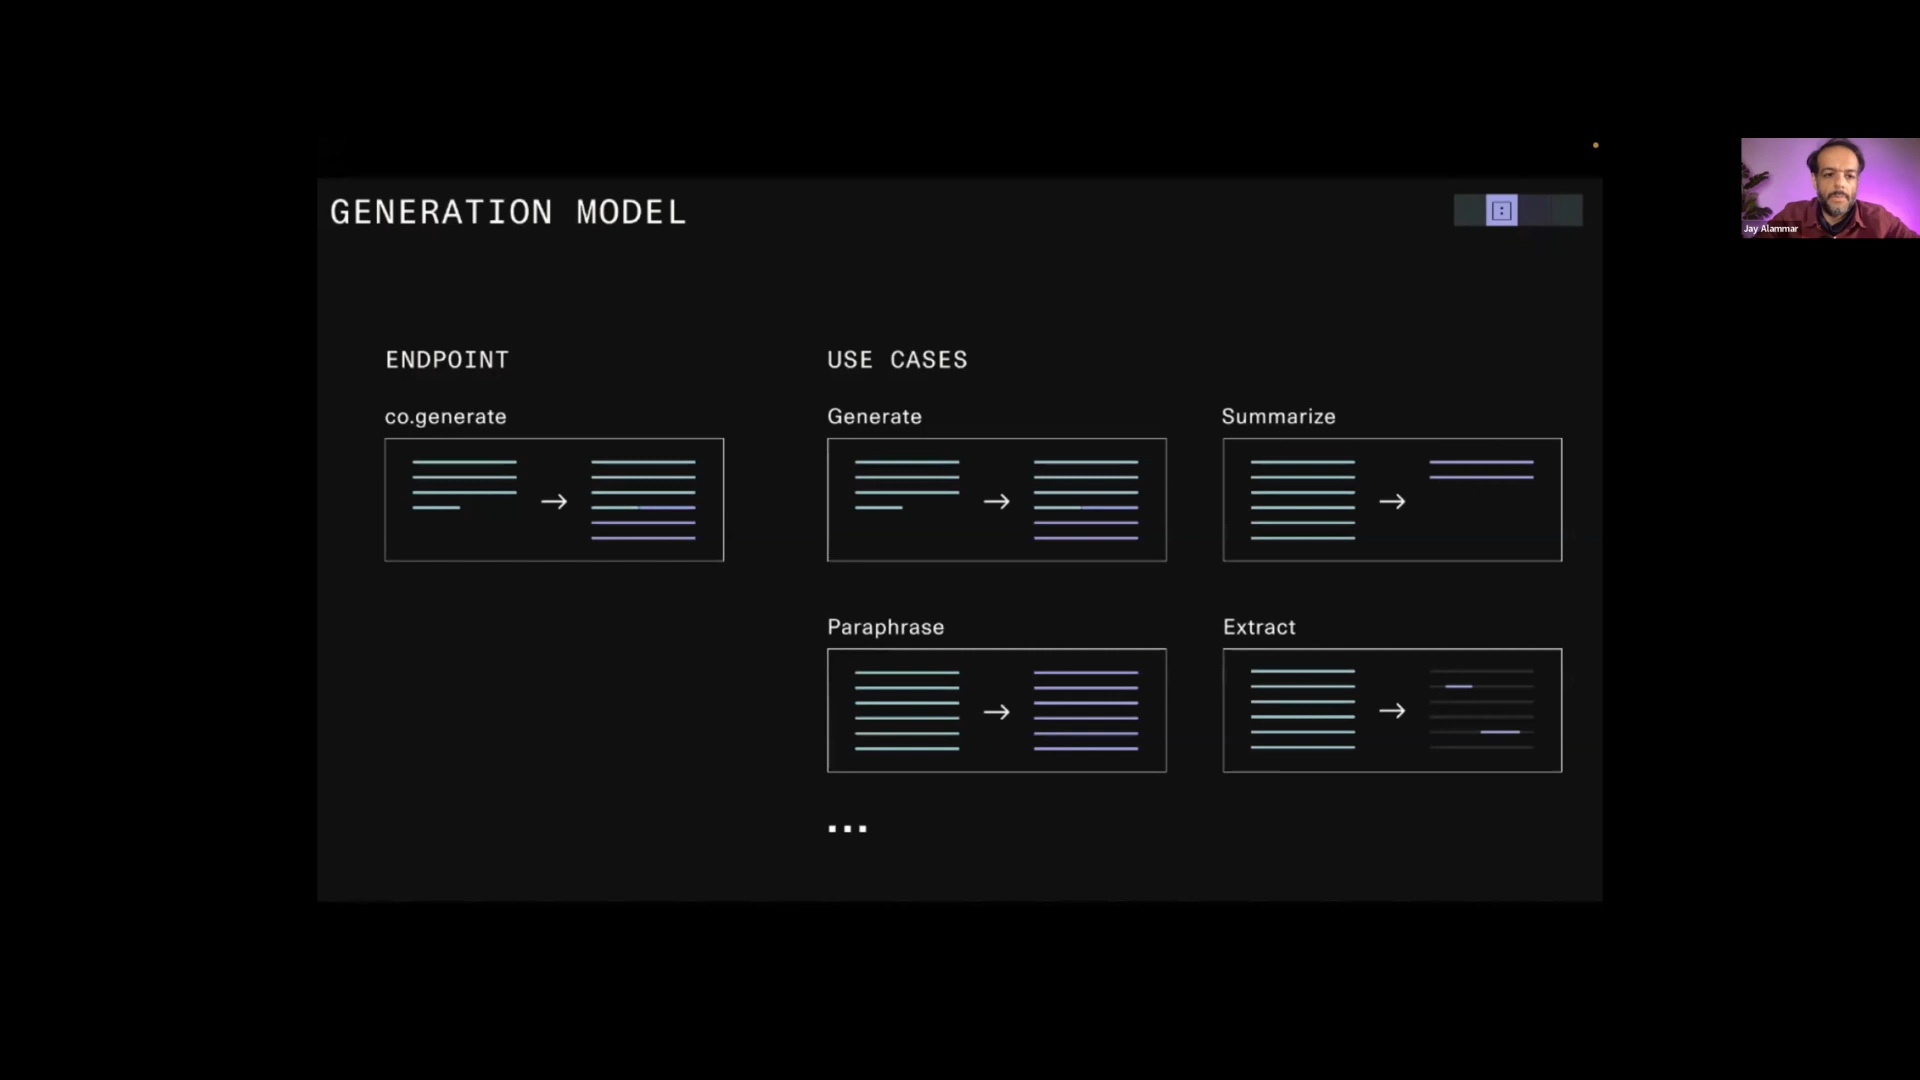 GENERATION MODEL
ENDPOINT
co.generate
USE CASES
Generate
Summarize
Paraphrase
Extract
...
Jay Alammar